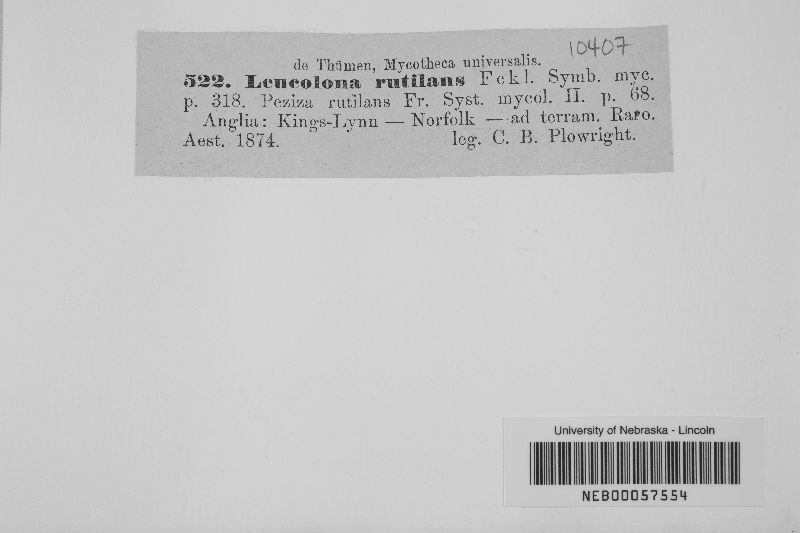 10407
de Thümen, Mycotheca universalis.
522. Leucolona rutilans Fckl. Symb. myc.
p. 318. Peziza rutilans Fr. Syst. mycol. II. p. 68.
Anglia: Kings-Lynn — Norfolk — ad terram. Raro.
Aest. 1874. leg. C. B. Plowright.
University of Nebraska - Lincoln
NEB00057554